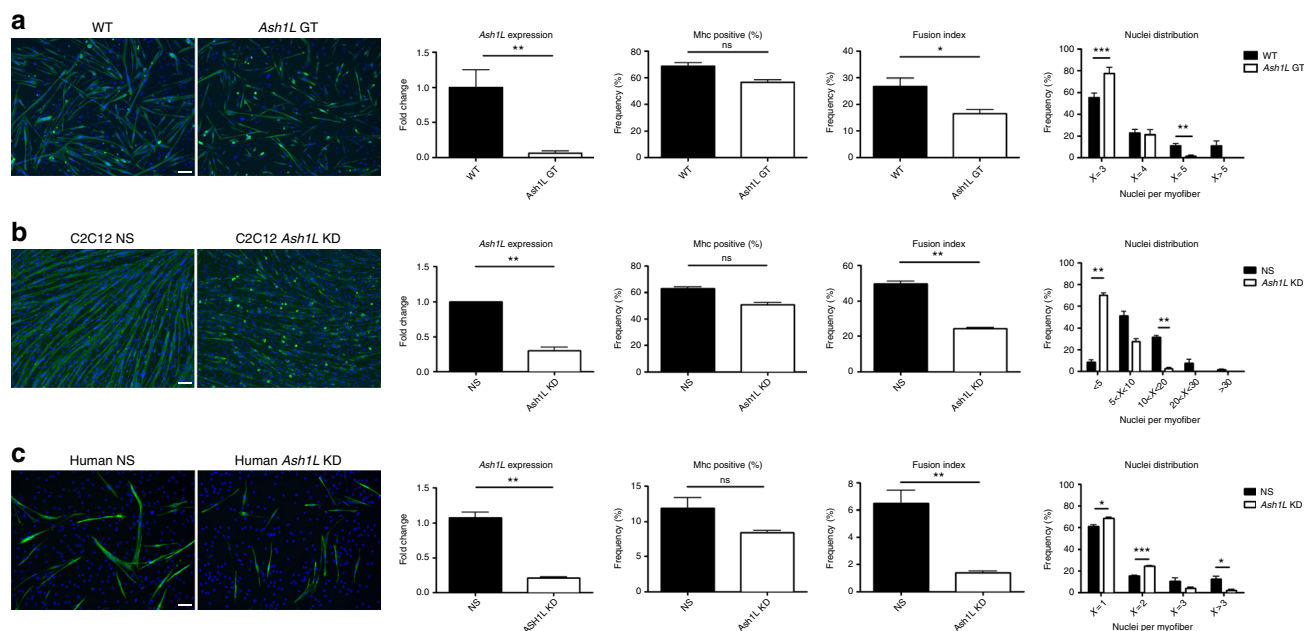 a
WT
Ash1L GT
Ash1L expression
**
Fold change
1.5
1.0
0.5
0.0
WT
Ash1L GT
Mhc positive (%)
ns
Frequency (%)
80
60
40
20
0
WT
Ash1L GT
Fusion index
*
Frequency (%)
40
30
20
10
0
WT
Ash1L GT
Nuclei distribution
***
**
Frequency (%)
100
80
60
40
20
0
X=3
X=4
X=5
X>5
Nuclei per myofiber
WT
Ash1L GT
b
C2C12 NS
C2C12 Ash1L KD
Ash1L expression
**
Fold change
1.5
1.0
0.5
0.0
NS
Ash1L KD
Mhc positive (%)
ns
Frequency (%)
80
60
40
20
0
NS
Ash1L KD
Fusion index
**
Frequency (%)
60
40
20
0
NS
Ash1L KD
Nuclei distribution
**
**
Frequency (%)
100
80
60
40
20
0
<5
5<X<10
10<X<20
20<X<30
>30
Nuclei per myofiber
NS
Ash1L KD
c
Human NS
Human Ash1L KD
Ash1L expression
**
Fold change
1.5
1.0
0.5
0.0
NS
ASH1L KD
Mhc positive (%)
ns
Frequency (%)
15
10
5
0
NS
Ash1L KD
Fusion index
**
Frequency (%)
8
6
4
2
0
NS
Ash1L KD
Nuclei distribution
*
***
*
Frequency (%)
100
80
60
40
20
0
X=1
X=2
X=3
X>3
Nuclei per myofiber
NS
Ash1L KD